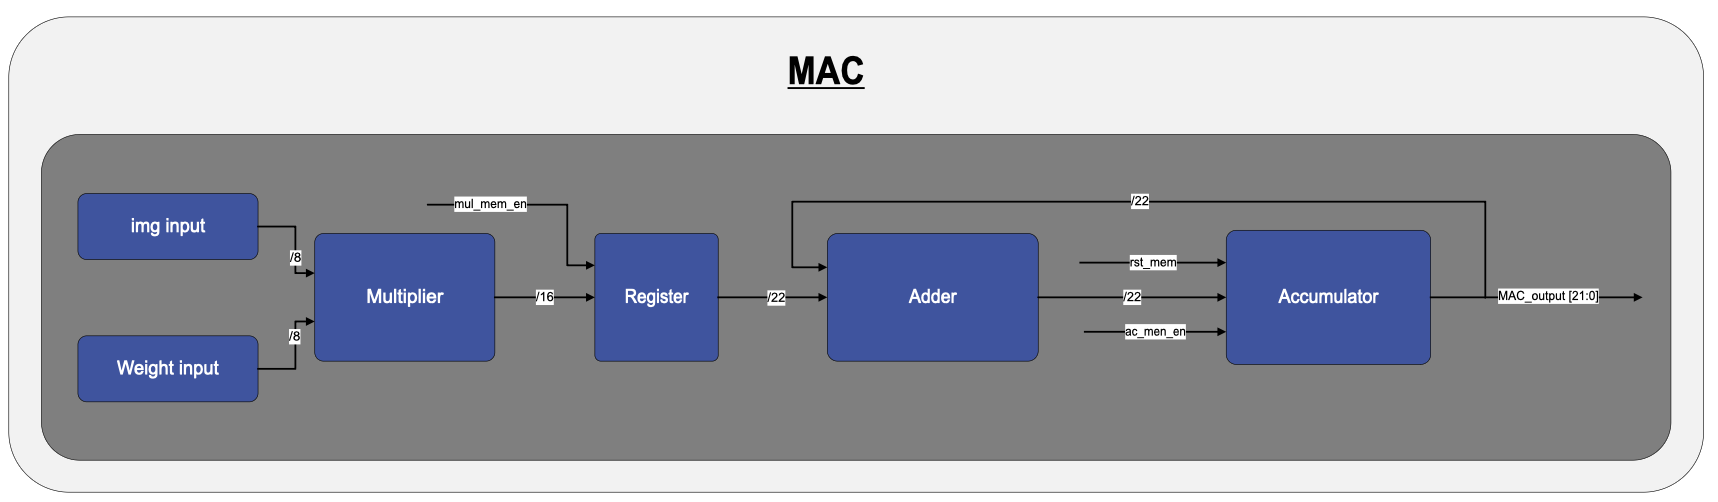 MAC
img input
/8
Weight input
/8
Multiplier
mul_mem_en
/16
Register
/22
Adder
/22
rst_mem
/22
ac_men_en
Accumulator
MAC_output [21:0]